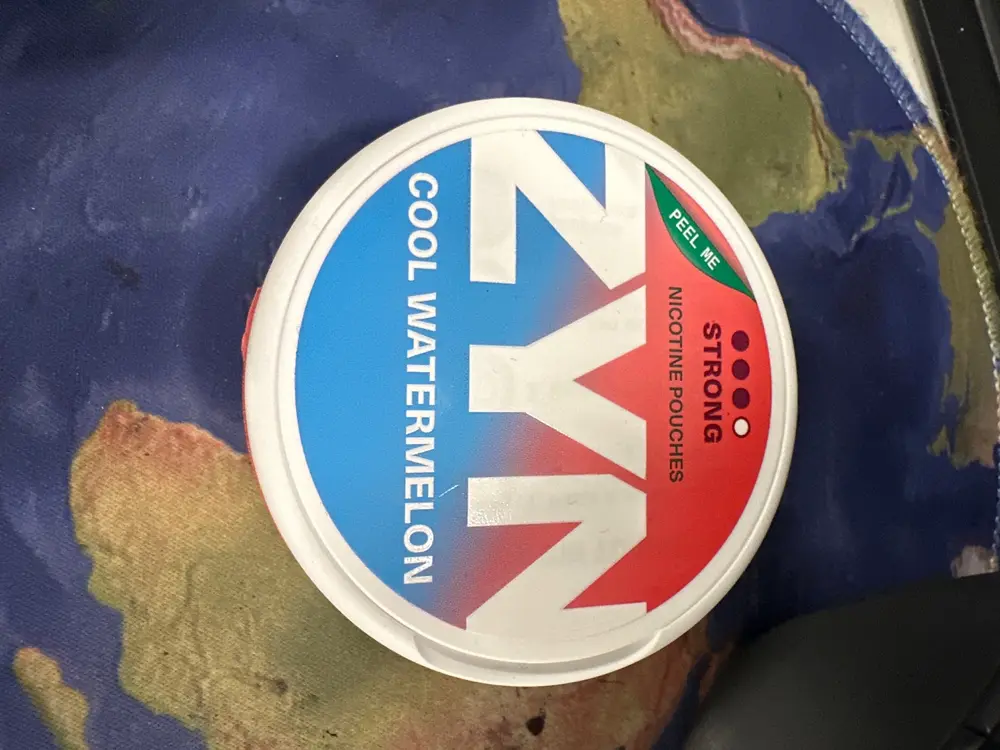 PEEL ME
STRONG
NICOTINE POUCHES
ZYN
COOL WATERMELON